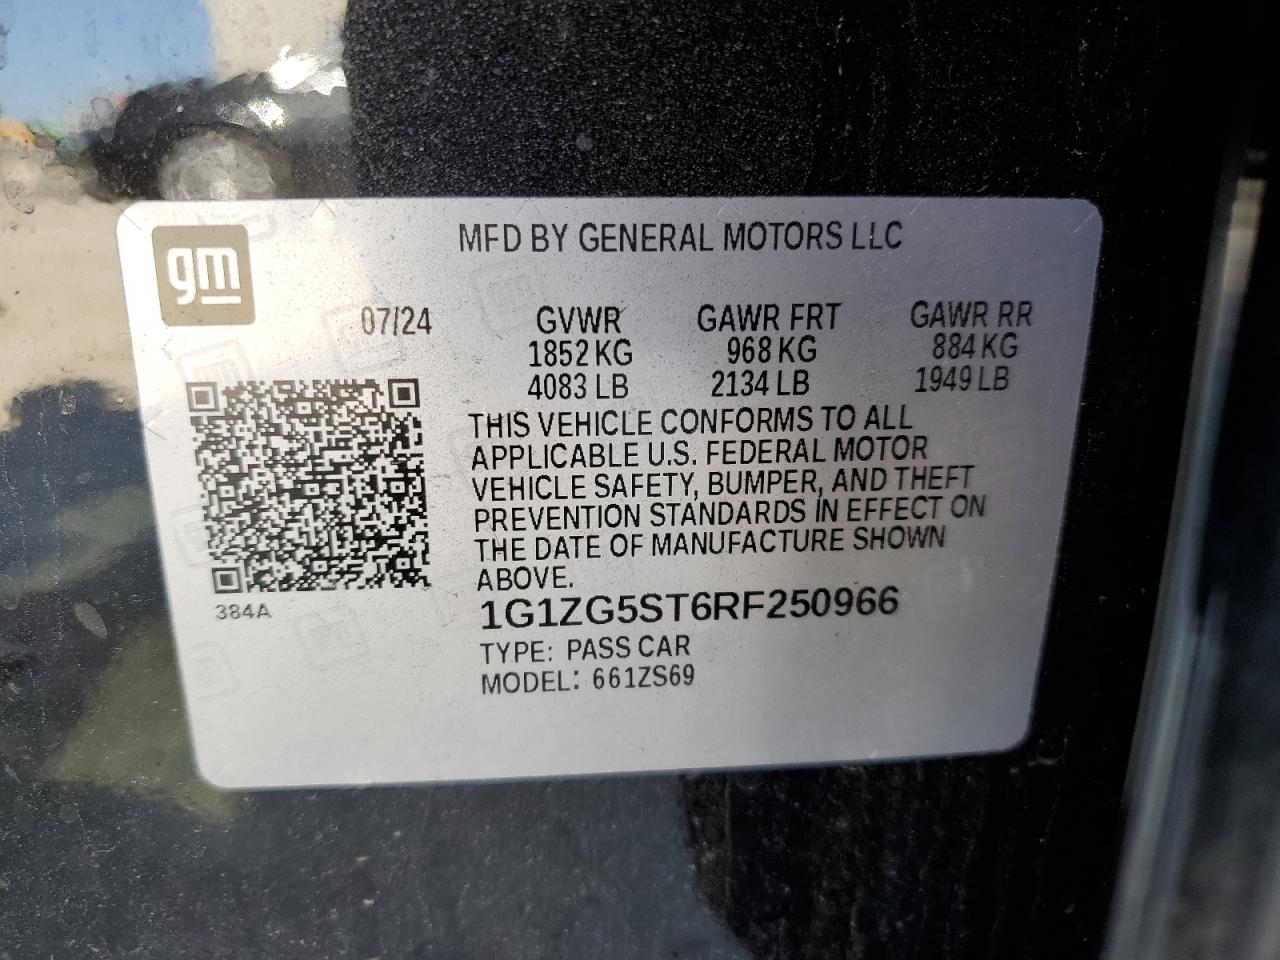 gm
MFD BY GENERAL MOTORS LLC
07/24 GVWR GAWR FRT GAWR RR
1852 KG 968 KG 884 KG
4083 LB 2134 LB 1949 LB
THIS VEHICLE CONFORMS TO ALL
APPLICABLE U.S. FEDERAL MOTOR
VEHICLE SAFETY, BUMPER, AND THEFT
PREVENTION STANDARDS IN EFFECT ON
THE DATE OF MANUFACTURE SHOWN
ABOVE.
384A
1G1ZG5ST6RF250966
TYPE: PASS CAR
MODEL: 661ZS69